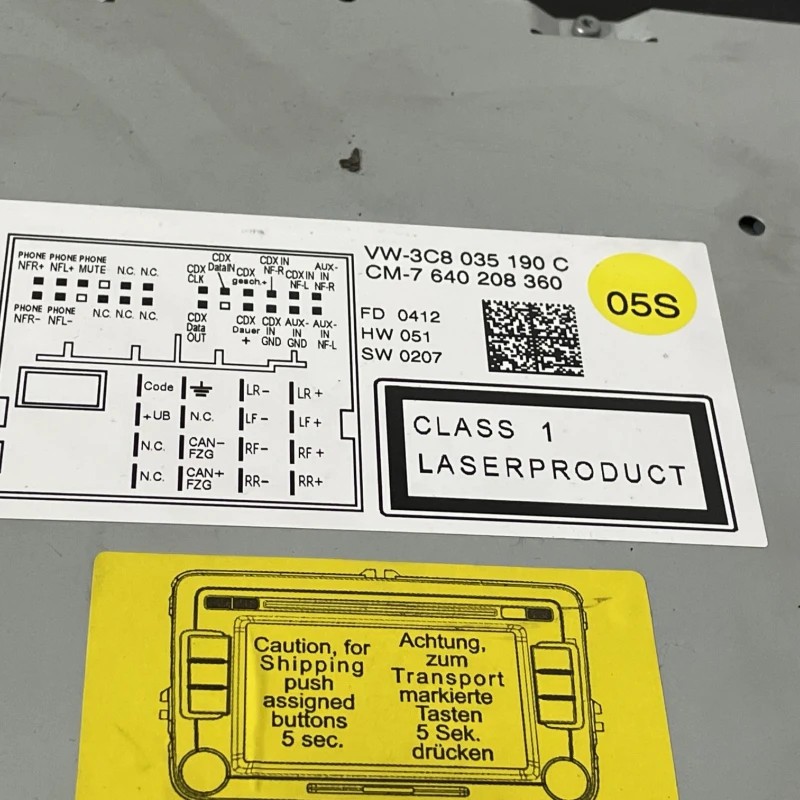 VW-3C8 035 190 C
CM-7 640 208 360
05S
FD 0412
HW 051
SW 0207
CLASS 1
LASERPRODUCT
PHONE NFR+
PHONE NFL+
PHONE MUTE
N.C.
N.C.
CDX CLK
CDX DataIN
CDX gesch.+
CDX IN NF-R
CDX IN NF-L
AUX-IN NF-R
PHONE NFR-
PHONE NFL-
N.C.
N.C.
N.C.
CDX Data OUT
CDX Dauer +
CDX IN GND
AUX-IN GND
AUX-IN NF-L
Code
LR-
LR+
+UB
N.C.
LF-
LF+
N.C.
CAN-FZG
RF-
RF+
N.C.
CAN+FZG
RR-
RR+
Caution, for
Shipping
push
assigned
buttons
5 sec.
Achtung,
zum
Transport
markierte
Tasten
5 Sek.
drücken